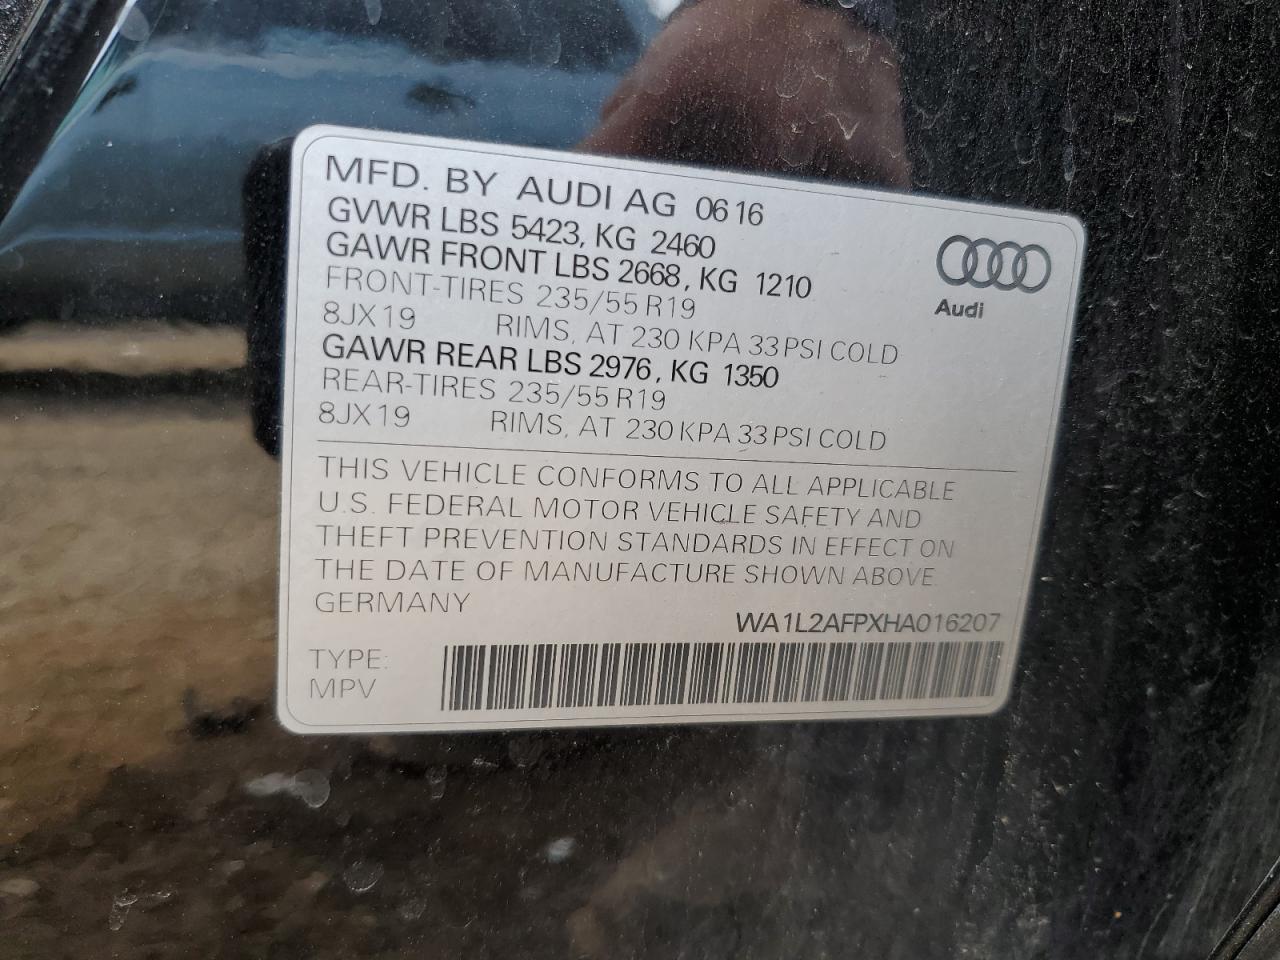 MFD. BY AUDI AG 0616
GVWR LBS 5423, KG 2460
GAWR FRONT LBS 2668, KG 1210
FRONT-TIRES 235/55 R19
8JX19 RIMS, AT 230 KPA 33 PSI COLD
GAWR REAR LBS 2976, KG 1350
REAR-TIRES 235/55 R19
8JX19 RIMS, AT 230 KPA 33 PSI COLD
Audi
THIS VEHICLE CONFORMS TO ALL APPLICABLE
U.S. FEDERAL MOTOR VEHICLE SAFETY AND
THEFT PREVENTION STANDARDS IN EFFECT ON
THE DATE OF MANUFACTURE SHOWN ABOVE.
GERMANY
WA1L2AFPXHA016207
TYPE:
MPV